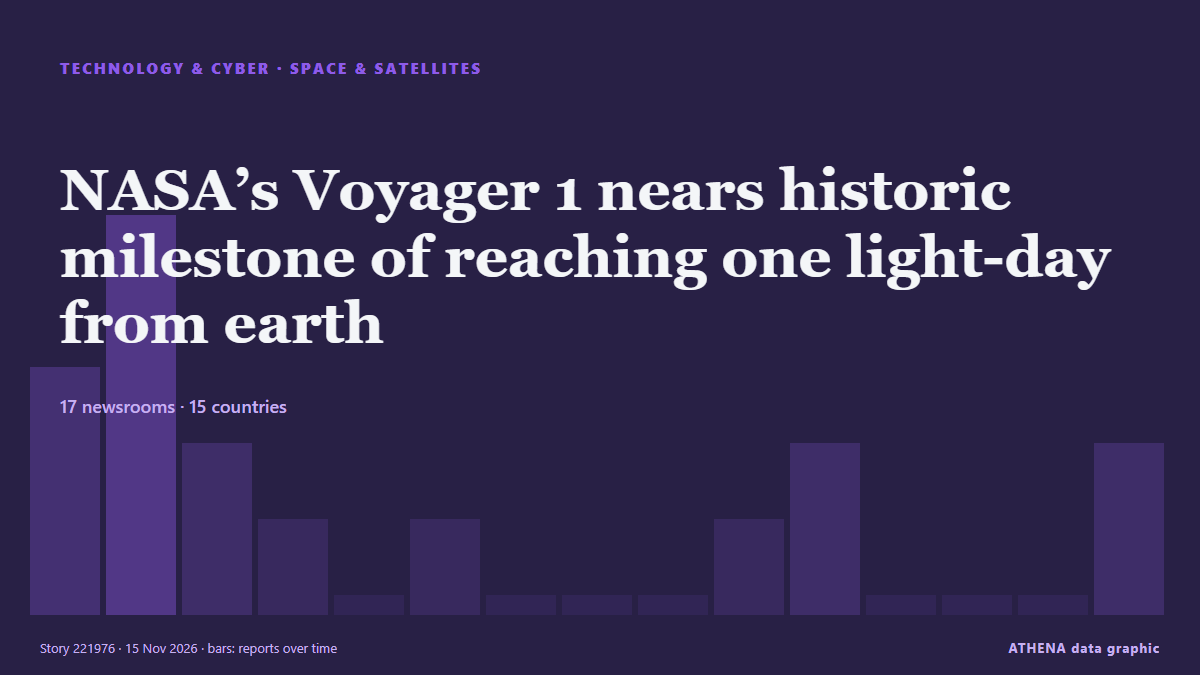 TECHNOLOGY & CYBER · SPACE & SATELLITES
NASA’s Voyager 1 nears historic
milestone of reaching one light-day
from earth
17 newsrooms · 15 countries
Story 221976 · 15 Nov 2026 · bars: reports over time
ATHENA data graphic